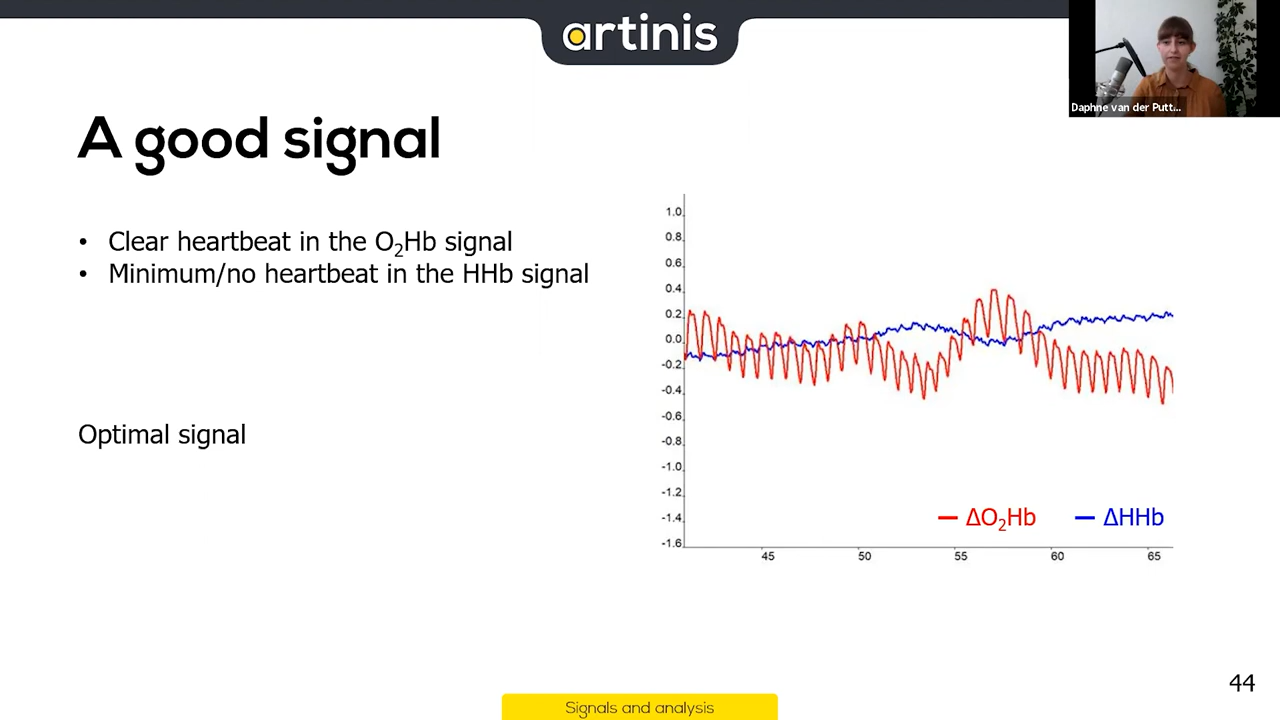 artinis
Daphne van der Putt...
A good signal
• Clear heartbeat in the O₂Hb signal
• Minimum/no heartbeat in the HHb signal
Optimal signal
1.0
0.8
0.6
0.4
0.2
0.0
-0.2
-0.4
-0.6
-0.8
-1.0
-1.2
-1.4
-1.6
ΔO₂Hb ΔHHb
45 50 55 60 65
44
Signals and analysis